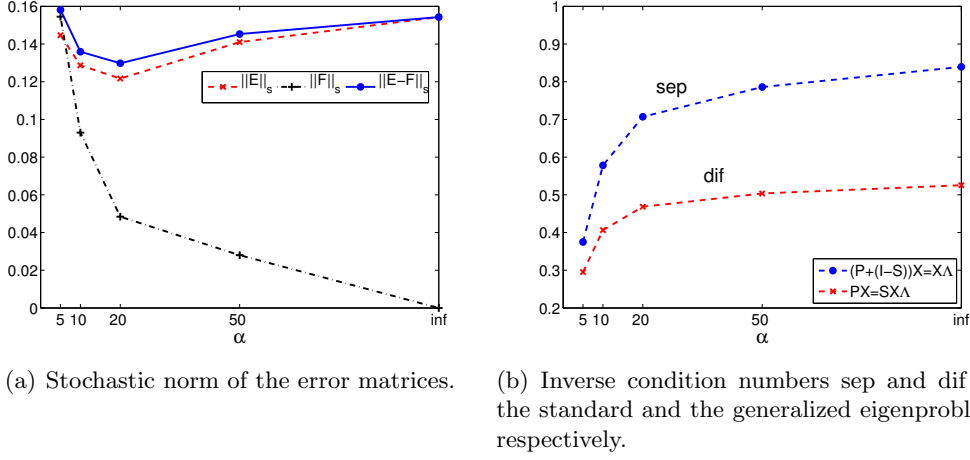 0.16
0.14
0.12
0.1
0.08
0.06
0.04
0.02
0
5 10 20 50 inf
α
||E||s ||F||s ||E−F||s
1
0.9
0.8
0.7
0.6
0.5
0.4
0.3
0.2
5 10 20 50 inf
α
sep
dif
(P+(I−S))X=XΛ
PX=SXΛ
(a) Stochastic norm of the error matrices.
(b) Inverse condition numbers sep and dif
the standard and the generalized eigenprobl
respectively.